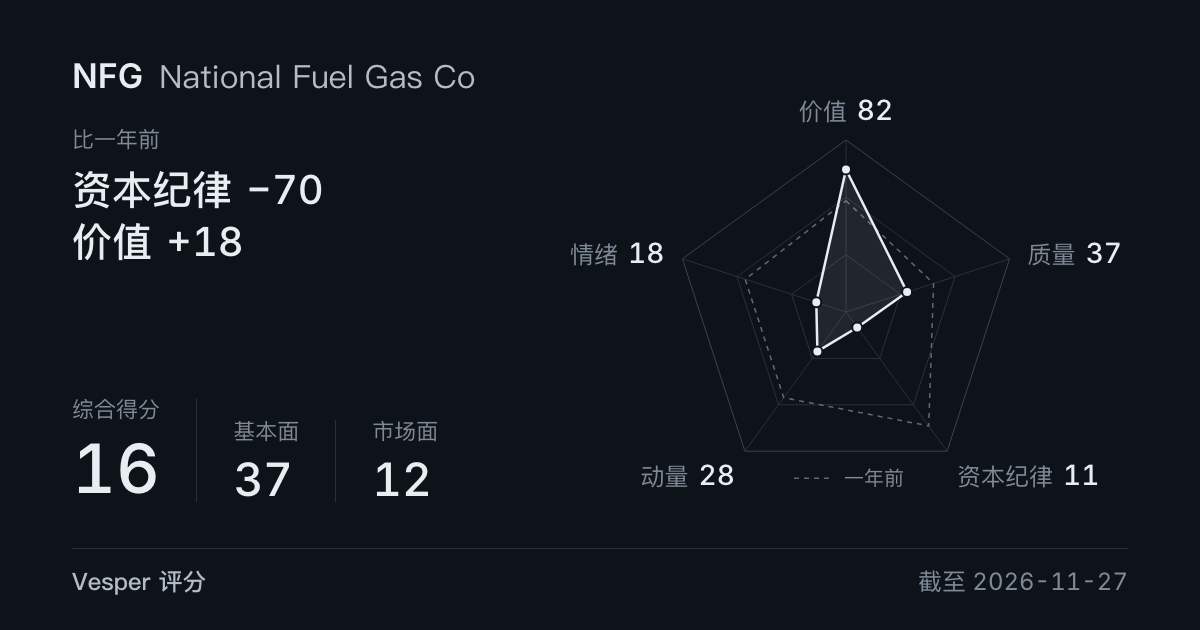 NFG National Fuel Gas Co
比一年前
资本纪律 −70
价值 +18
综合得分
16
基本面
37
市场面
12
价值 82
情绪 18
质量 37
动量 28
一年前
资本纪律 11
Vesper 评分
截至 2026-11-27